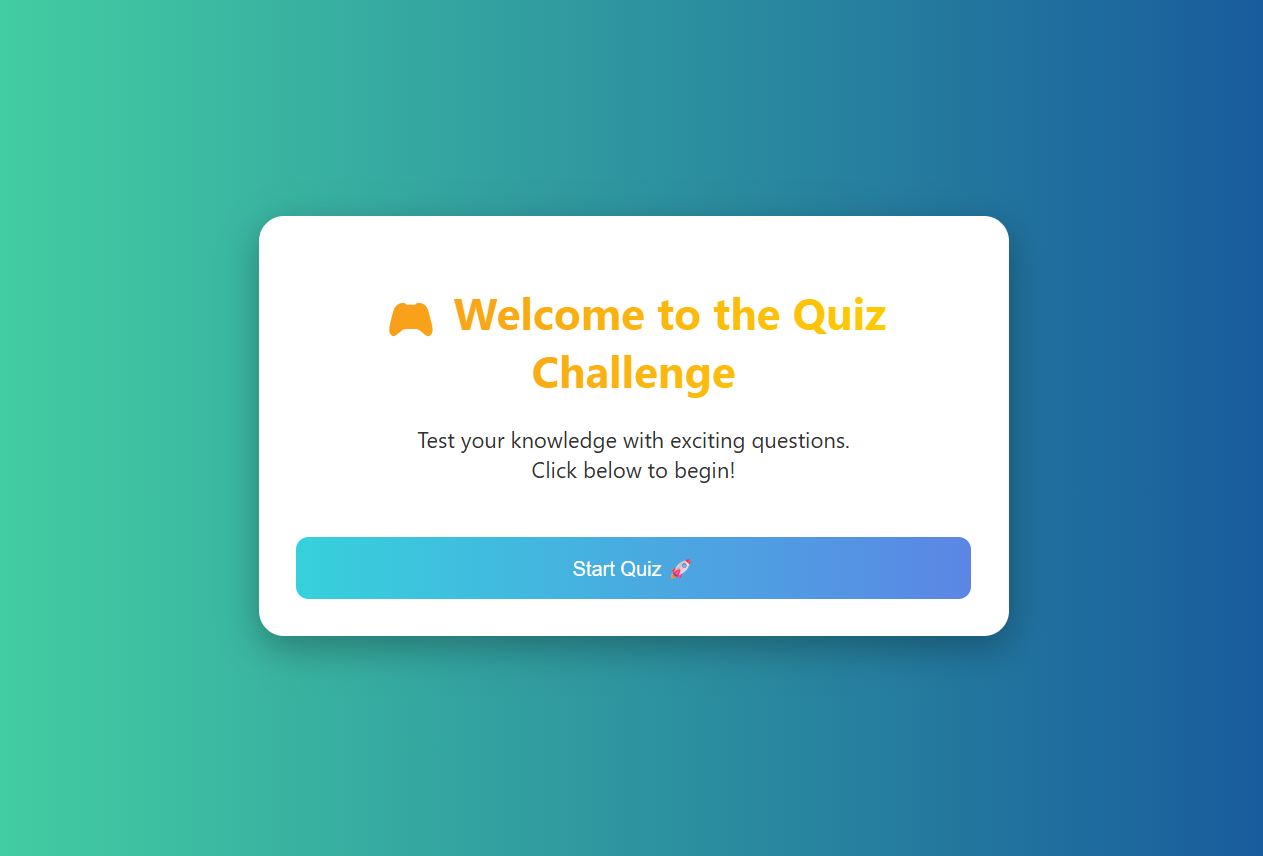 🎮 Welcome to the Quiz
Challenge
Test your knowledge with exciting questions.
Click below to begin!
Start Quiz 🚀